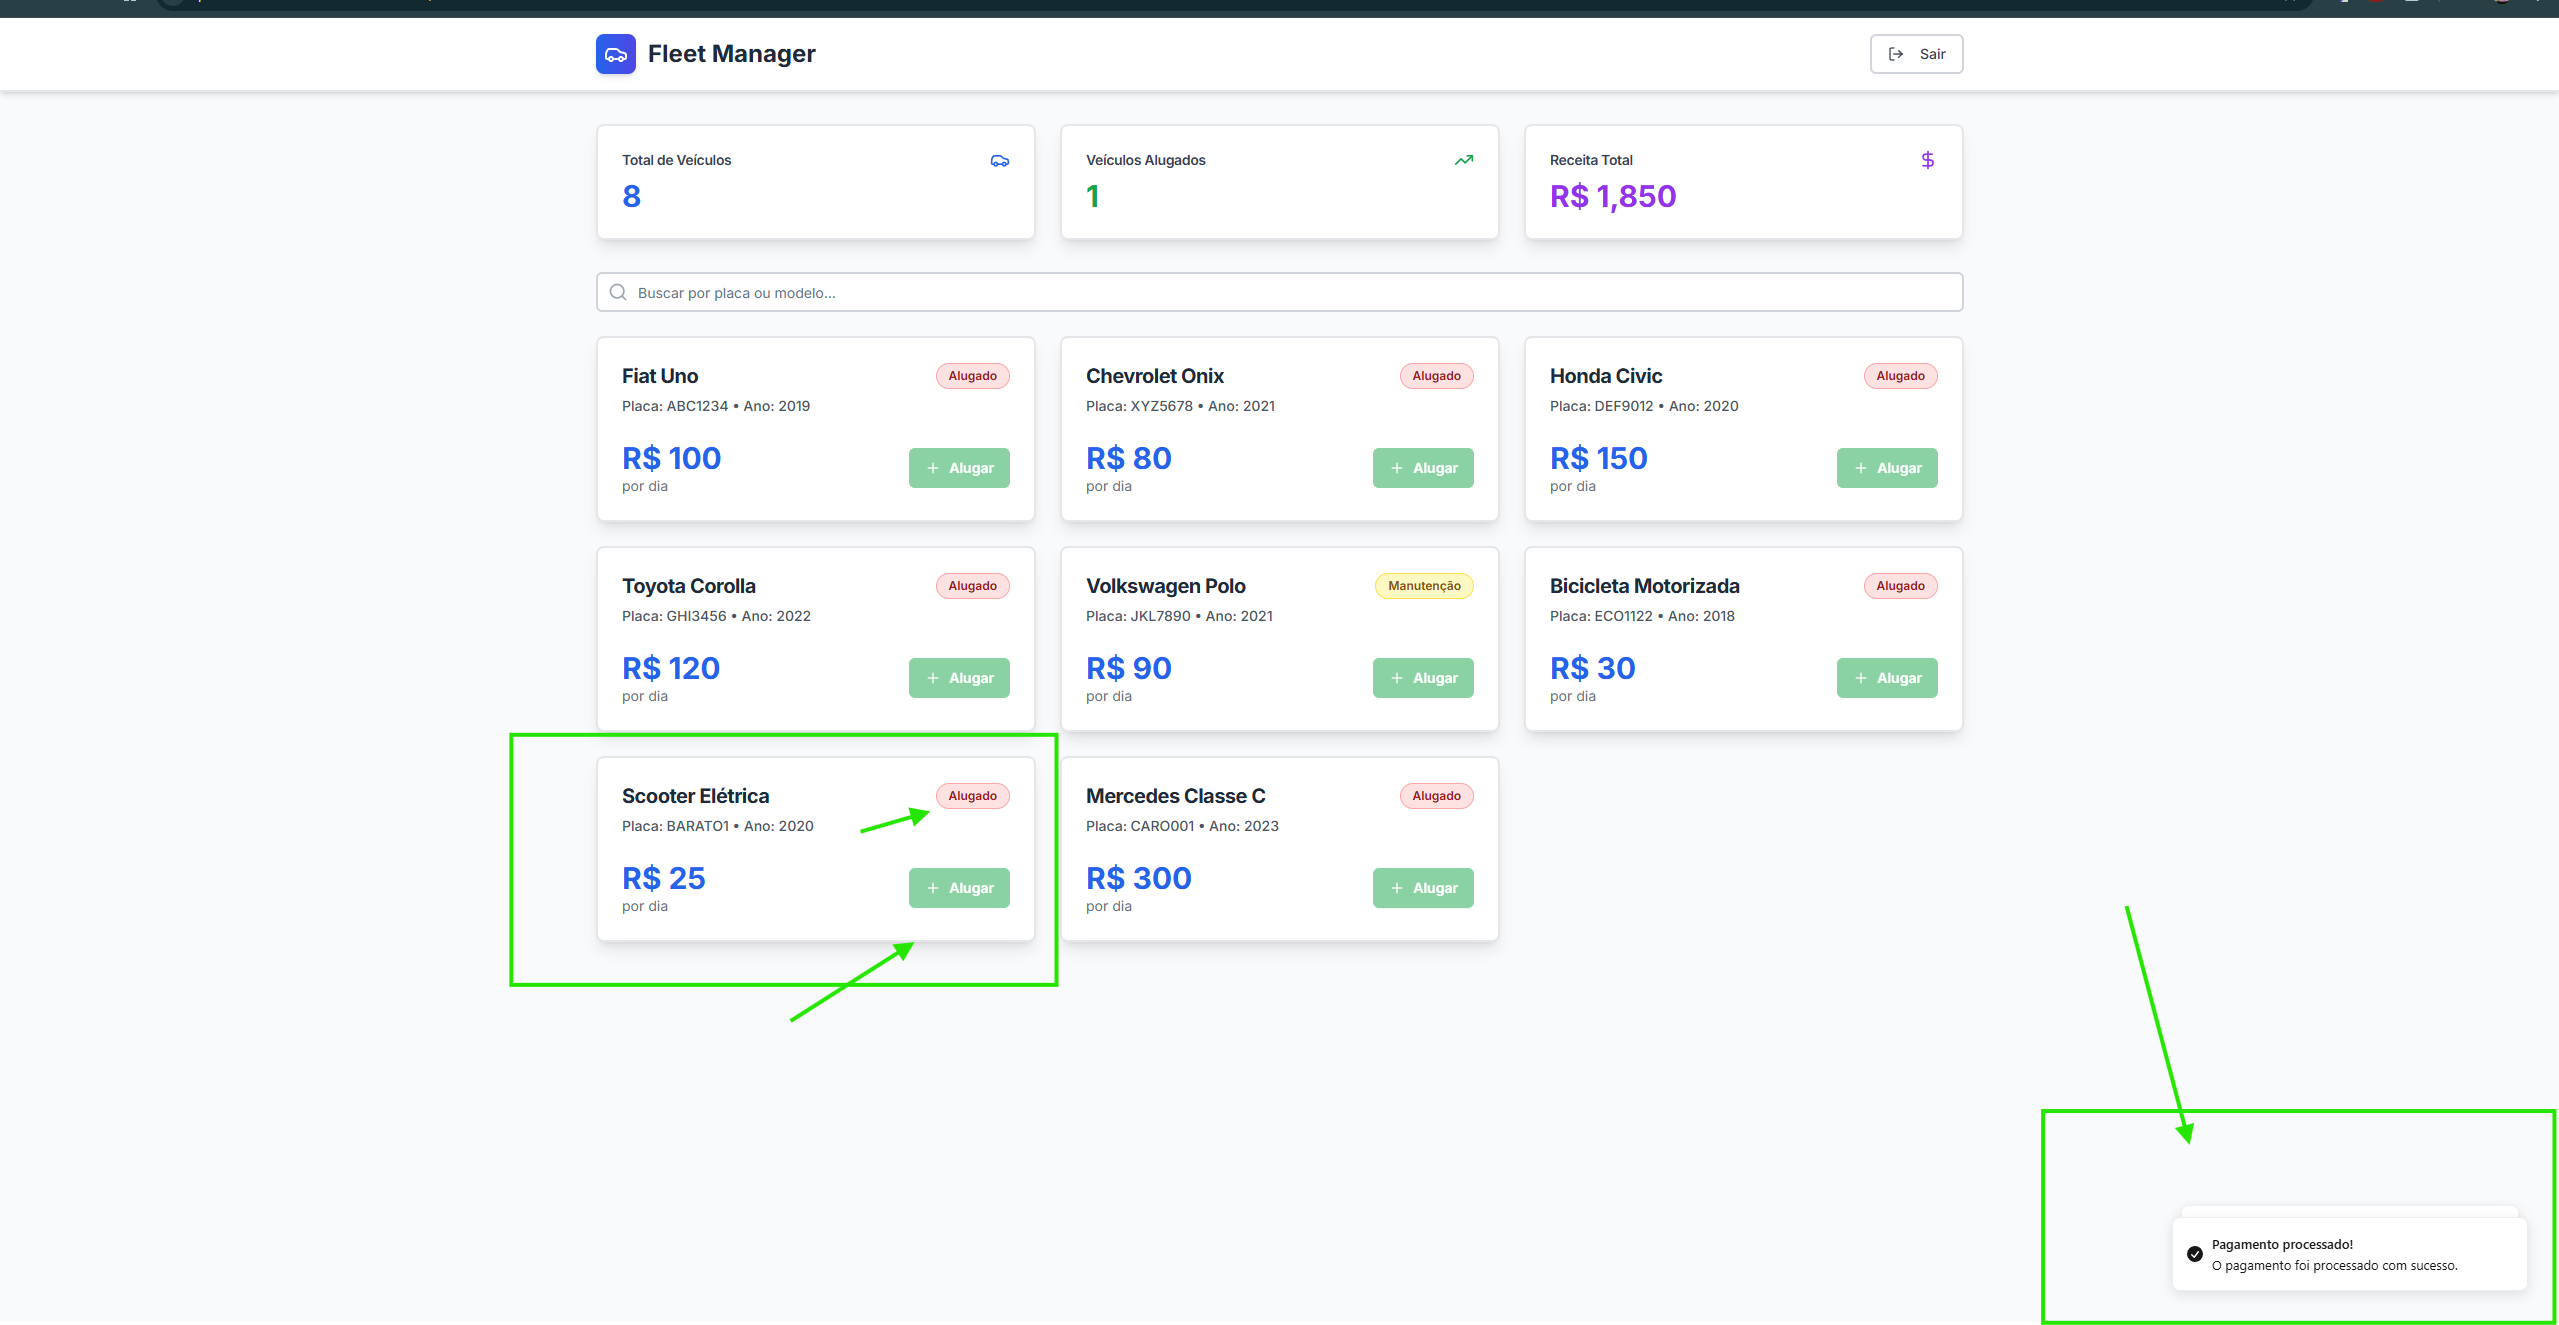 Fleet Manager
Sair
Total de Veículos
8
Veículos Alugados
1
Receita Total
R$ 1,850
Buscar por placa ou modelo...
Fiat Uno
Alugado
Placa: ABC1234 • Ano: 2019
R$ 100
por dia
+ Alugar
Chevrolet Onix
Alugado
Placa: XYZ5678 • Ano: 2021
R$ 80
por dia
+ Alugar
Honda Civic
Alugado
Placa: DEF9012 • Ano: 2020
R$ 150
por dia
+ Alugar
Toyota Corolla
Alugado
Placa: GHI3456 • Ano: 2022
R$ 120
por dia
+ Alugar
Volkswagen Polo
Manutenção
Placa: JKL7890 • Ano: 2021
R$ 90
por dia
+ Alugar
Bicicleta Motorizada
Alugado
Placa: ECO1122 • Ano: 2018
R$ 30
por dia
+ Alugar
Scooter Elétrica
Alugado
Placa: BARATO1 • Ano: 2020
R$ 25
por dia
+ Alugar
Mercedes Classe C
Alugado
Placa: CARO001 • Ano: 2023
R$ 300
por dia
+ Alugar
Pagamento processado!
O pagamento foi processado com sucesso.